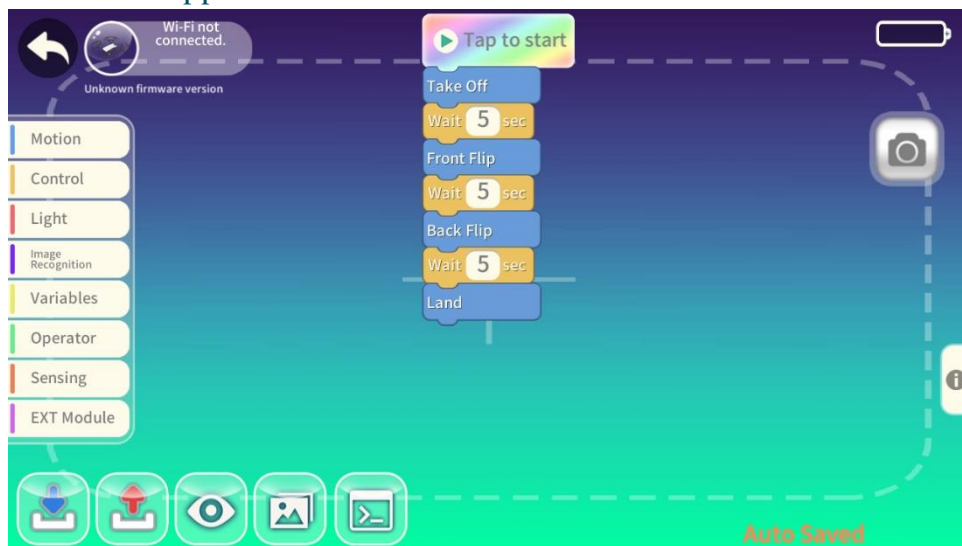 Wi-Fi not
connected.
Unknown firmware version
Tap to start
Take Off
Wait 5 sec
Front Flip
Wait 5 sec
Back Flip
Wait 5 sec
Land
Motion
Control
Light
Image
Recognition
Variables
Operator
Sensing
EXT Module
Auto Saved